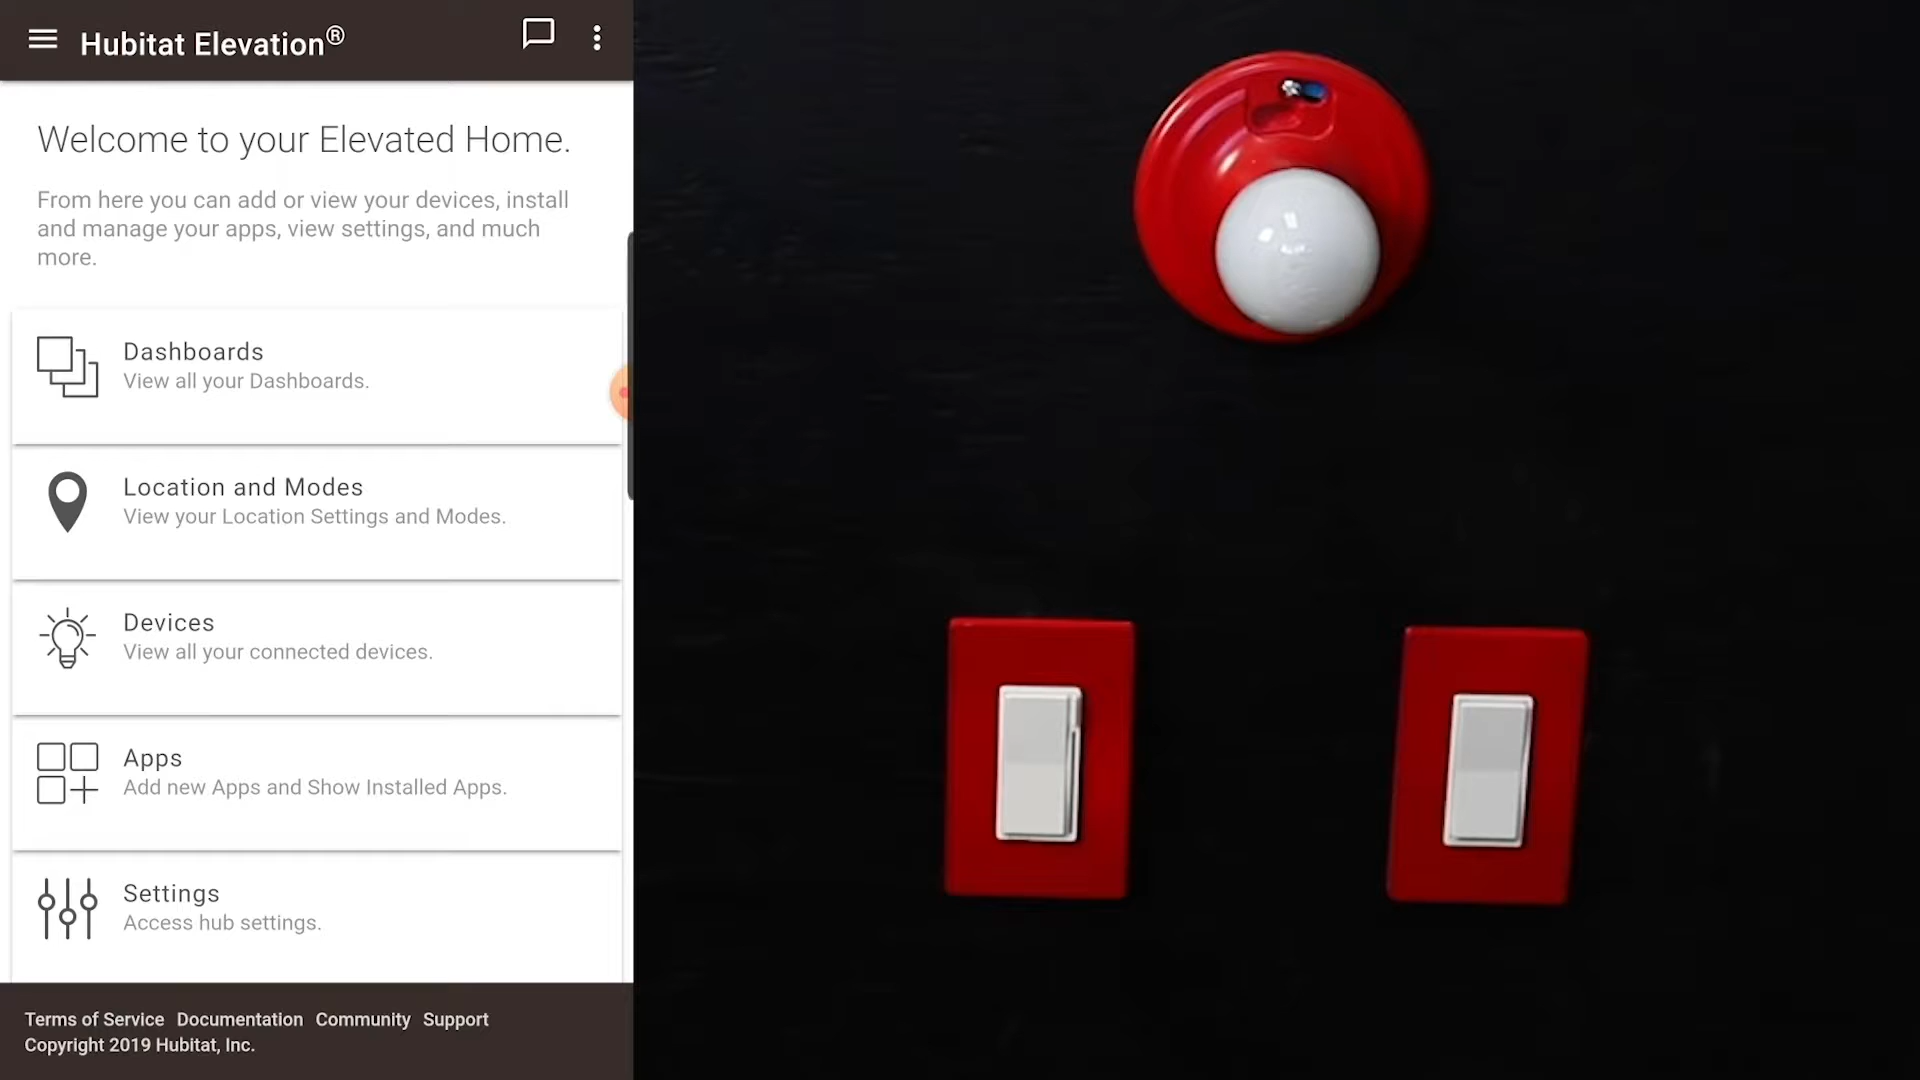 Hubitat Elevation®
Welcome to your Elevated Home.
From here you can add or view your devices, install
and manage your apps, view settings, and much
more.
Dashboards
View all your Dashboards.
Location and Modes
View your Location Settings and Modes.
Devices
View all your connected devices.
Apps
Add new Apps and Show Installed Apps.
Settings
Access hub settings.
Terms of Service Documentation Community Support
Copyright 2019 Hubitat, Inc.